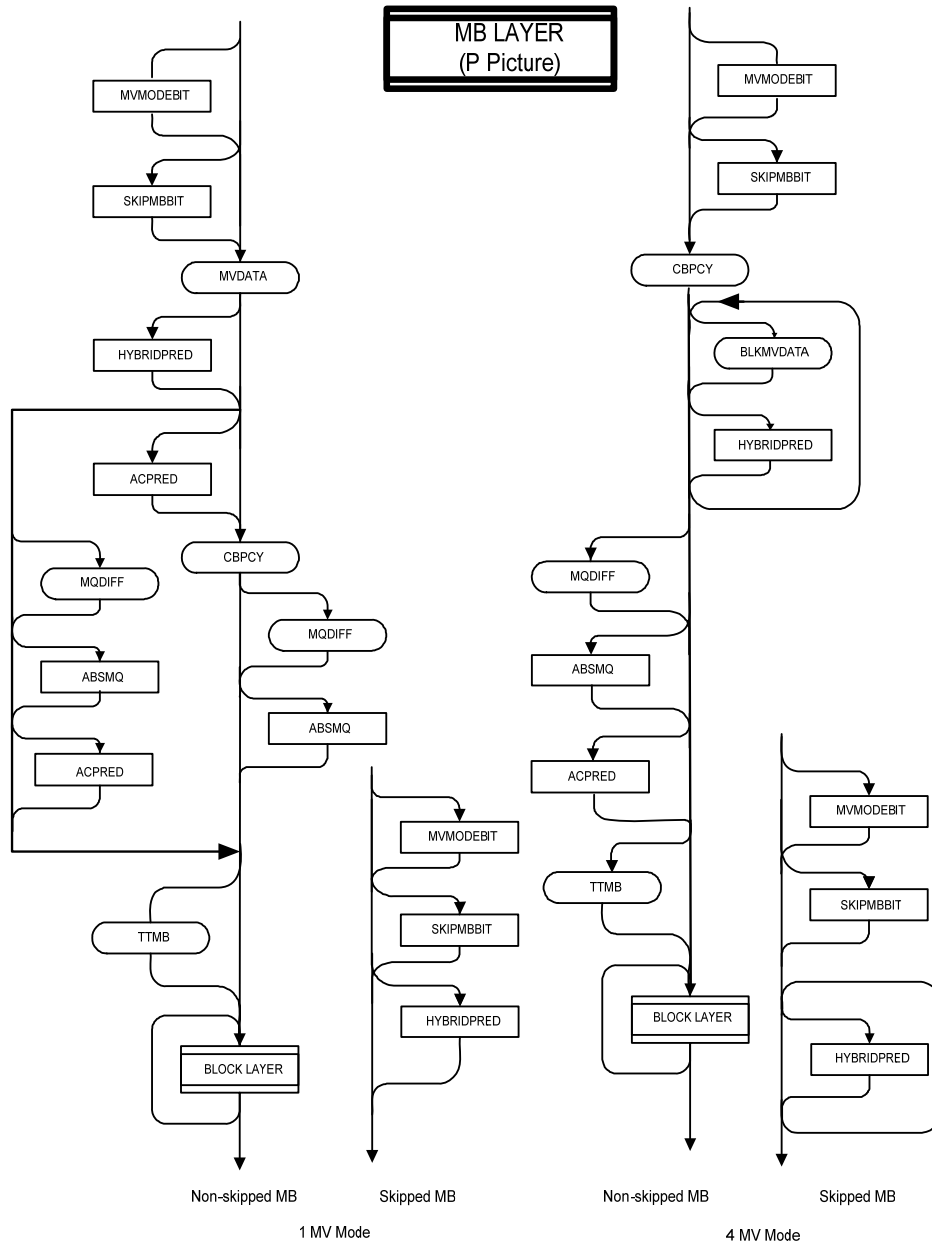 MB LAYER
(P Picture)
MVMODEBIT
SKIPMBBIT
MVDATA
HYBRIDPRED
ACPRED
CBPCY
MQDIFF
ABSMQ
ACPRED
MQDIFF
ABSMQ
TTMB
BLOCK LAYER
Non-skipped MB
MVMODEBIT
SKIPMBBIT
HYBRIDPRED
Skipped MB
1 MV Mode
MVMODEBIT
SKIPMBBIT
CBPCY
BLKMVDATA
HYBRIDPRED
MQDIFF
ABSMQ
ACPRED
TTMB
BLOCK LAYER
Non-skipped MB
MVMODEBIT
SKIPMBBIT
HYBRIDPRED
Skipped MB
4 MV Mode